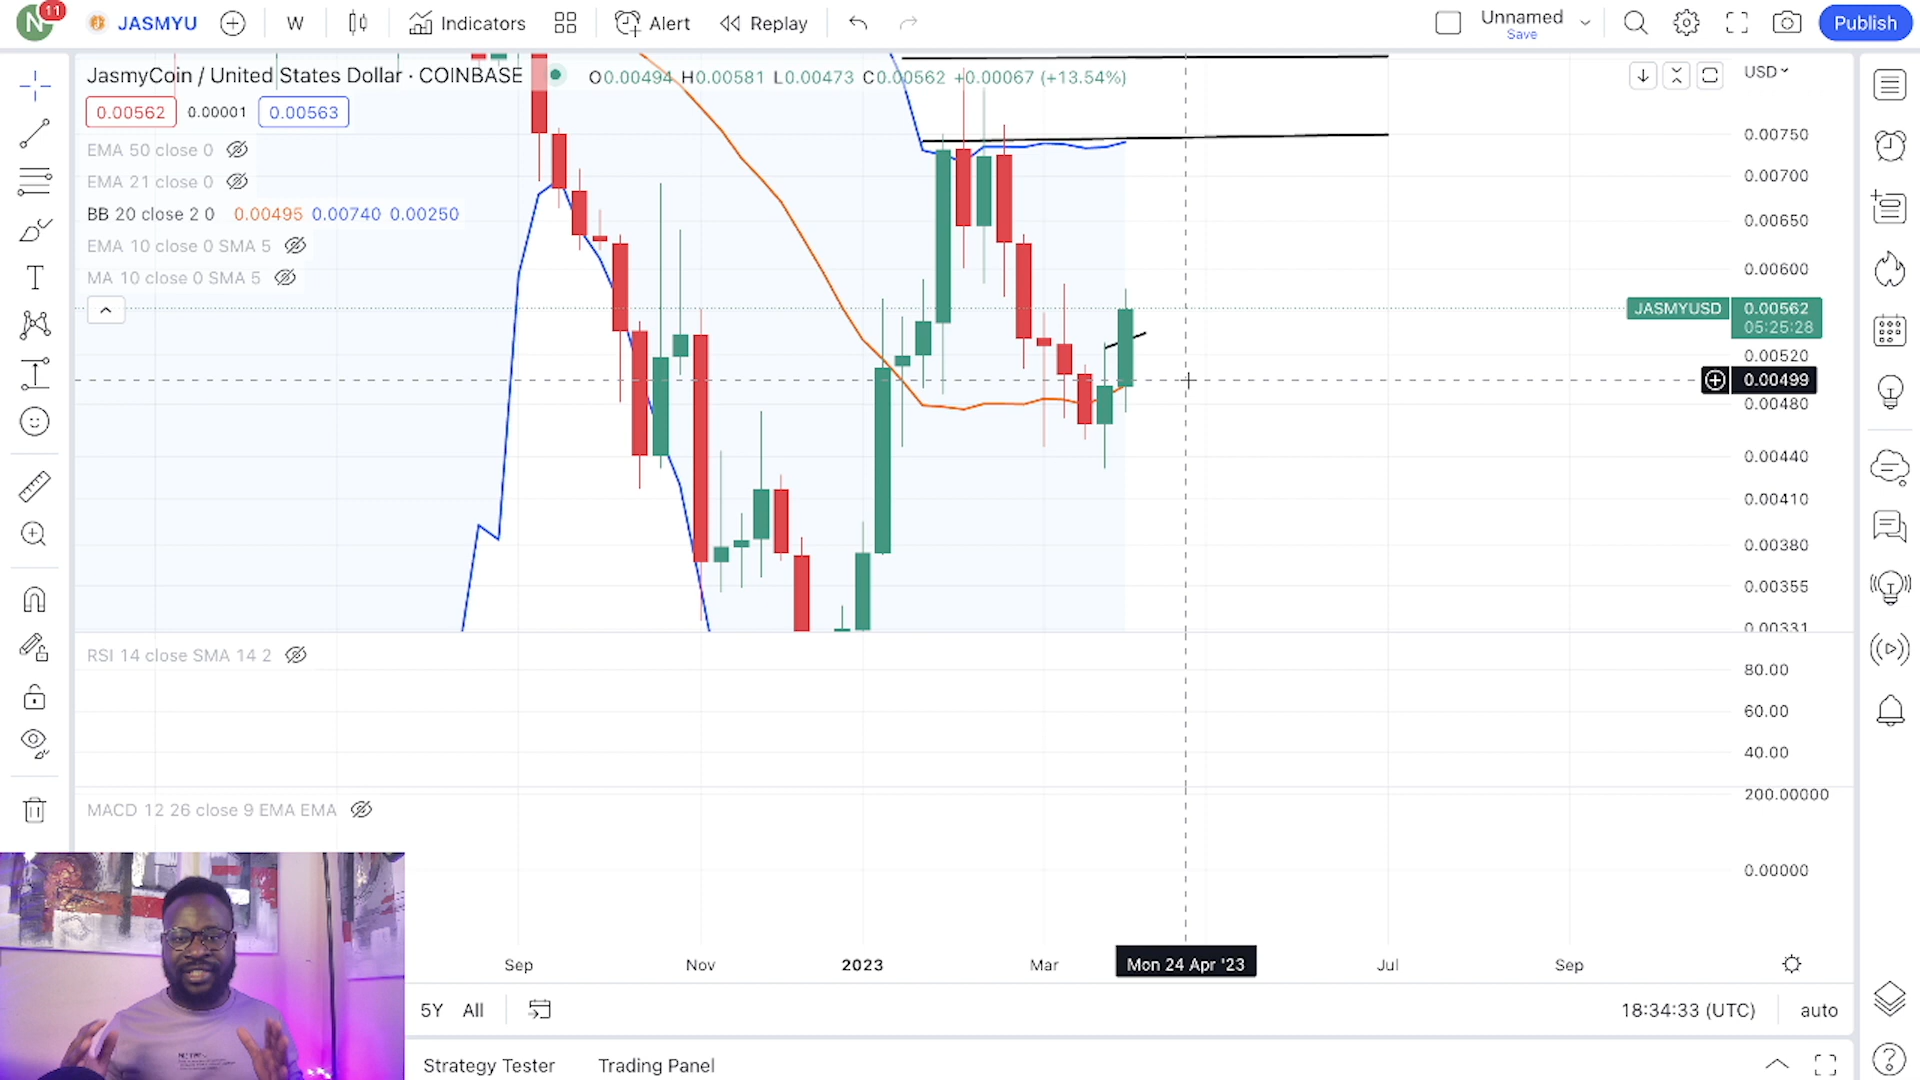 N 11 JASMYU W Indicators Alert Replay Unnamed Save Publish
JasmyCoin / United States Dollar · COINBASE O0.00494 H0.00581 L0.00473 C0.00562 +0.00067 (+13.54%) USD
0.00562 0.00001 0.00563
EMA 50 close 0
EMA 21 close 0
BB 20 close 2 0 0.00495 0.00740 0.00250
EMA 10 close 0 SMA 5
MA 10 close 0 SMA 5
0.00750
0.00700
0.00650
0.00600
JASMYUSD 0.00562
05:25:28
0.00520
0.00499
0.00480
0.00440
0.00410
0.00380
0.00355
0.00331
RSI 14 close SMA 14 2
80.00
60.00
40.00
MACD 12 26 close 9 EMA EMA
200.00000
0.00000
Sep Nov 2023 Mar Mon 24 Apr '23 Jul Sep
5Y All 18:34:33 (UTC) auto
Strategy Tester Trading Panel